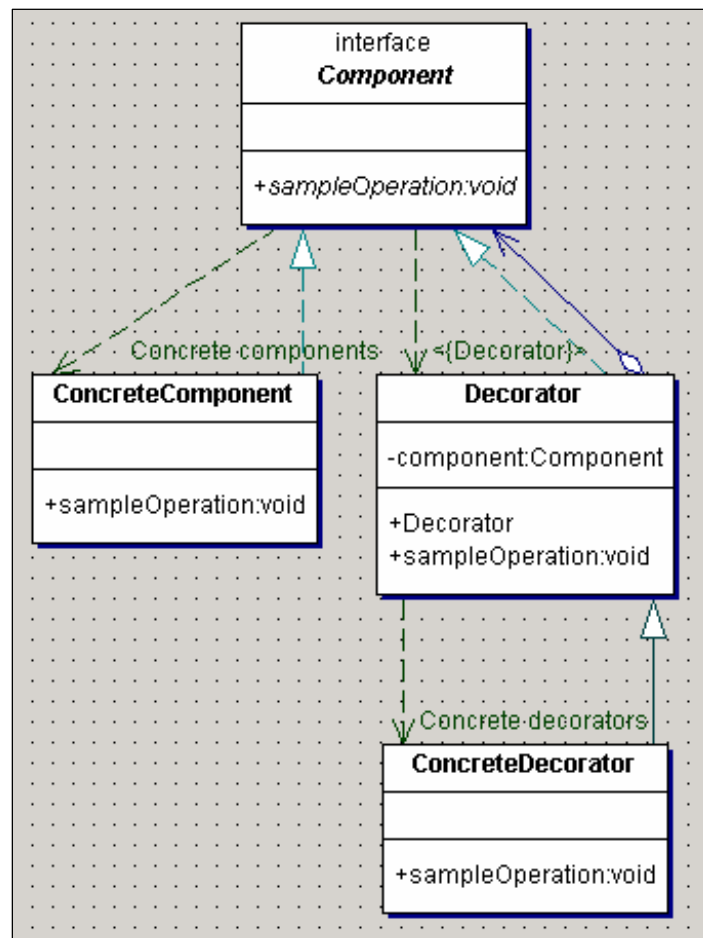 interface
Component
+sampleOperation:void
Concrete components
<{Decorator}>
ConcreteComponent
+sampleOperation:void
Decorator
-component:Component
+Decorator
+sampleOperation:void
Concrete decorators
ConcreteDecorator
+sampleOperation:void